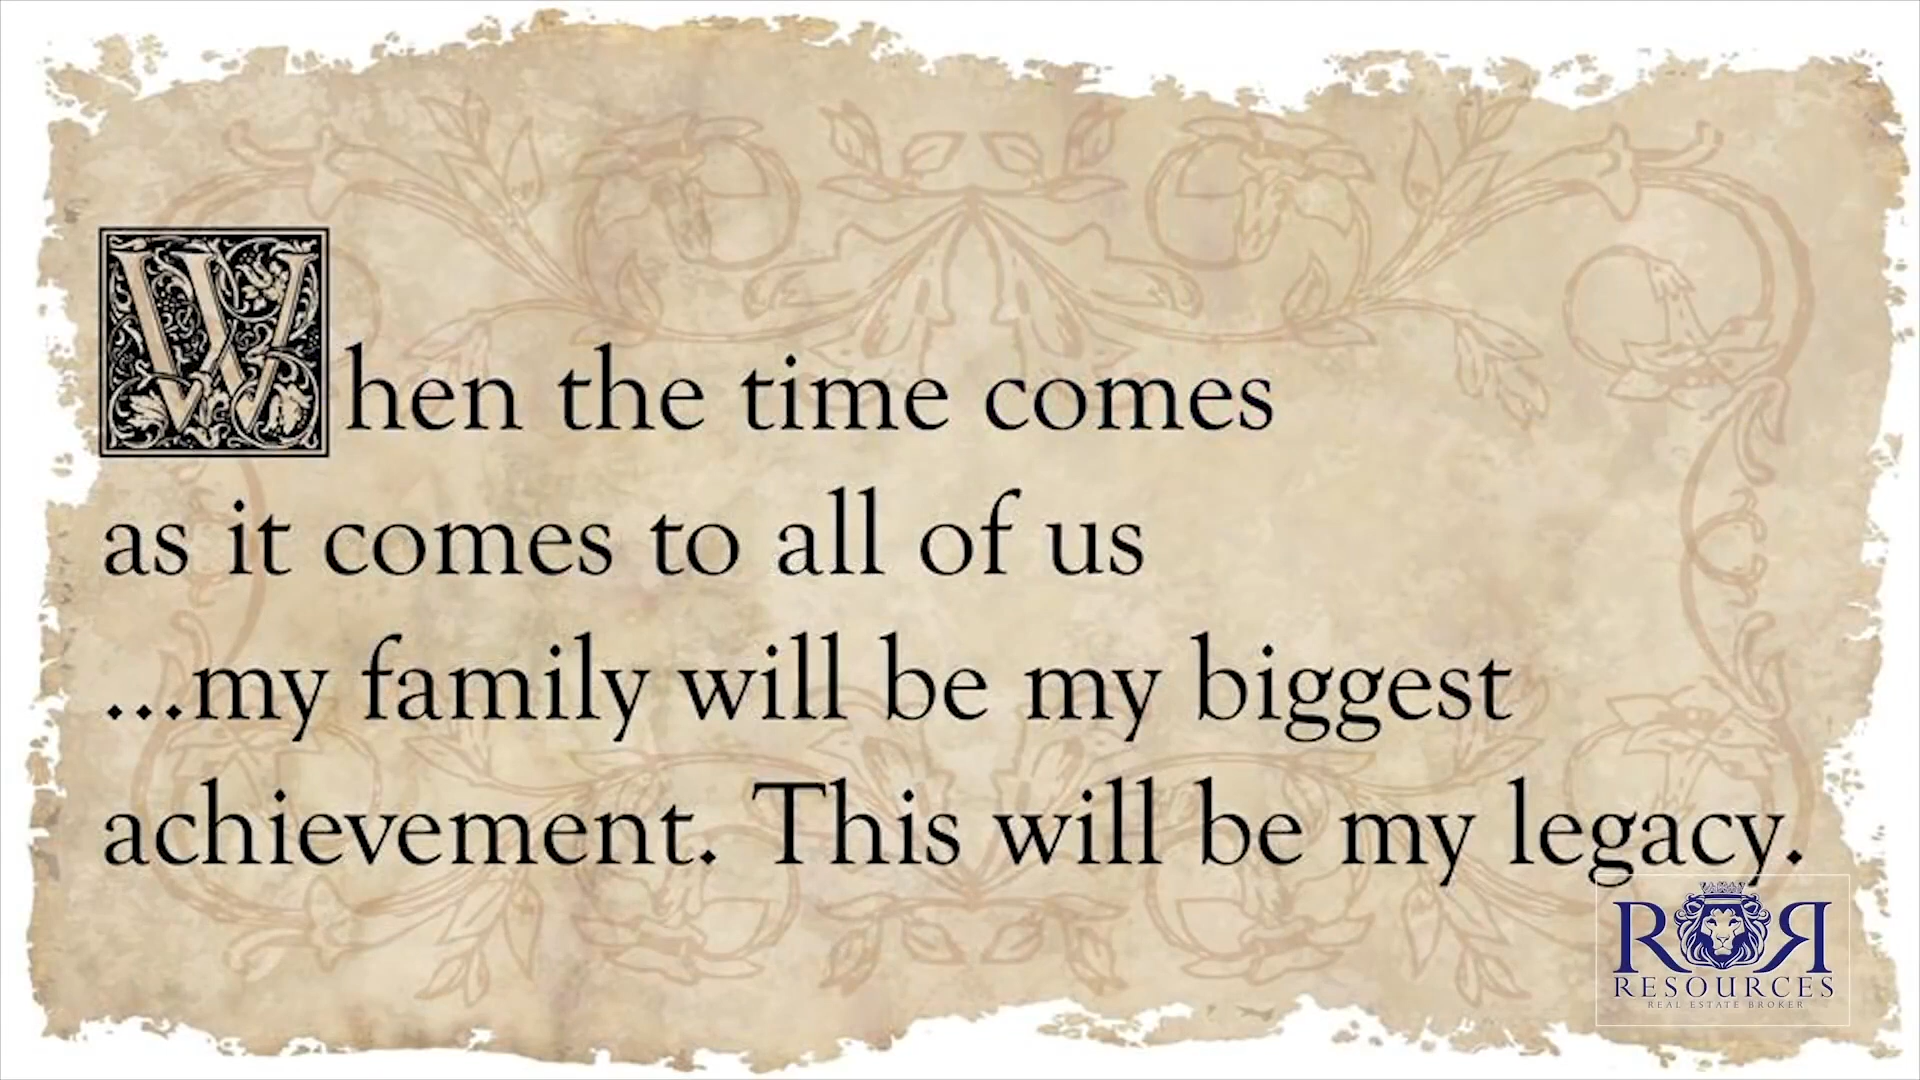 When the time comes
as it comes to all of us
...my family will be my biggest
achievement. This will be my legacy.
R R
RESOURCES
REAL ESTATE BROKER